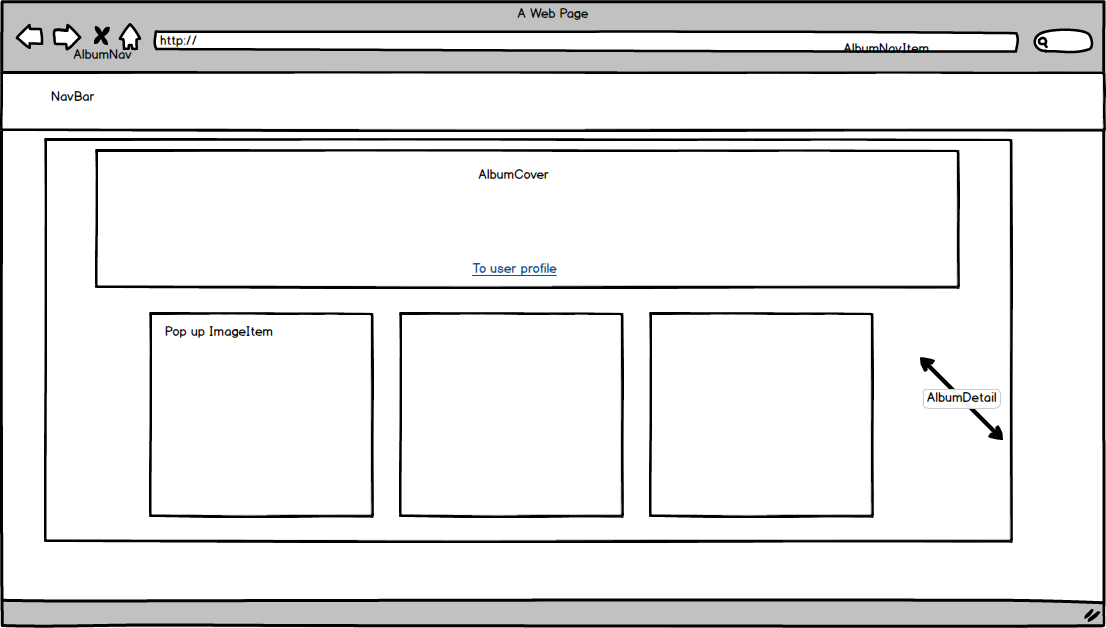 A Web Page
http://
AlbumNavItem
AlbumNav
NavBar
AlbumCover
To user profile
Pop up ImageItem
AlbumDetail